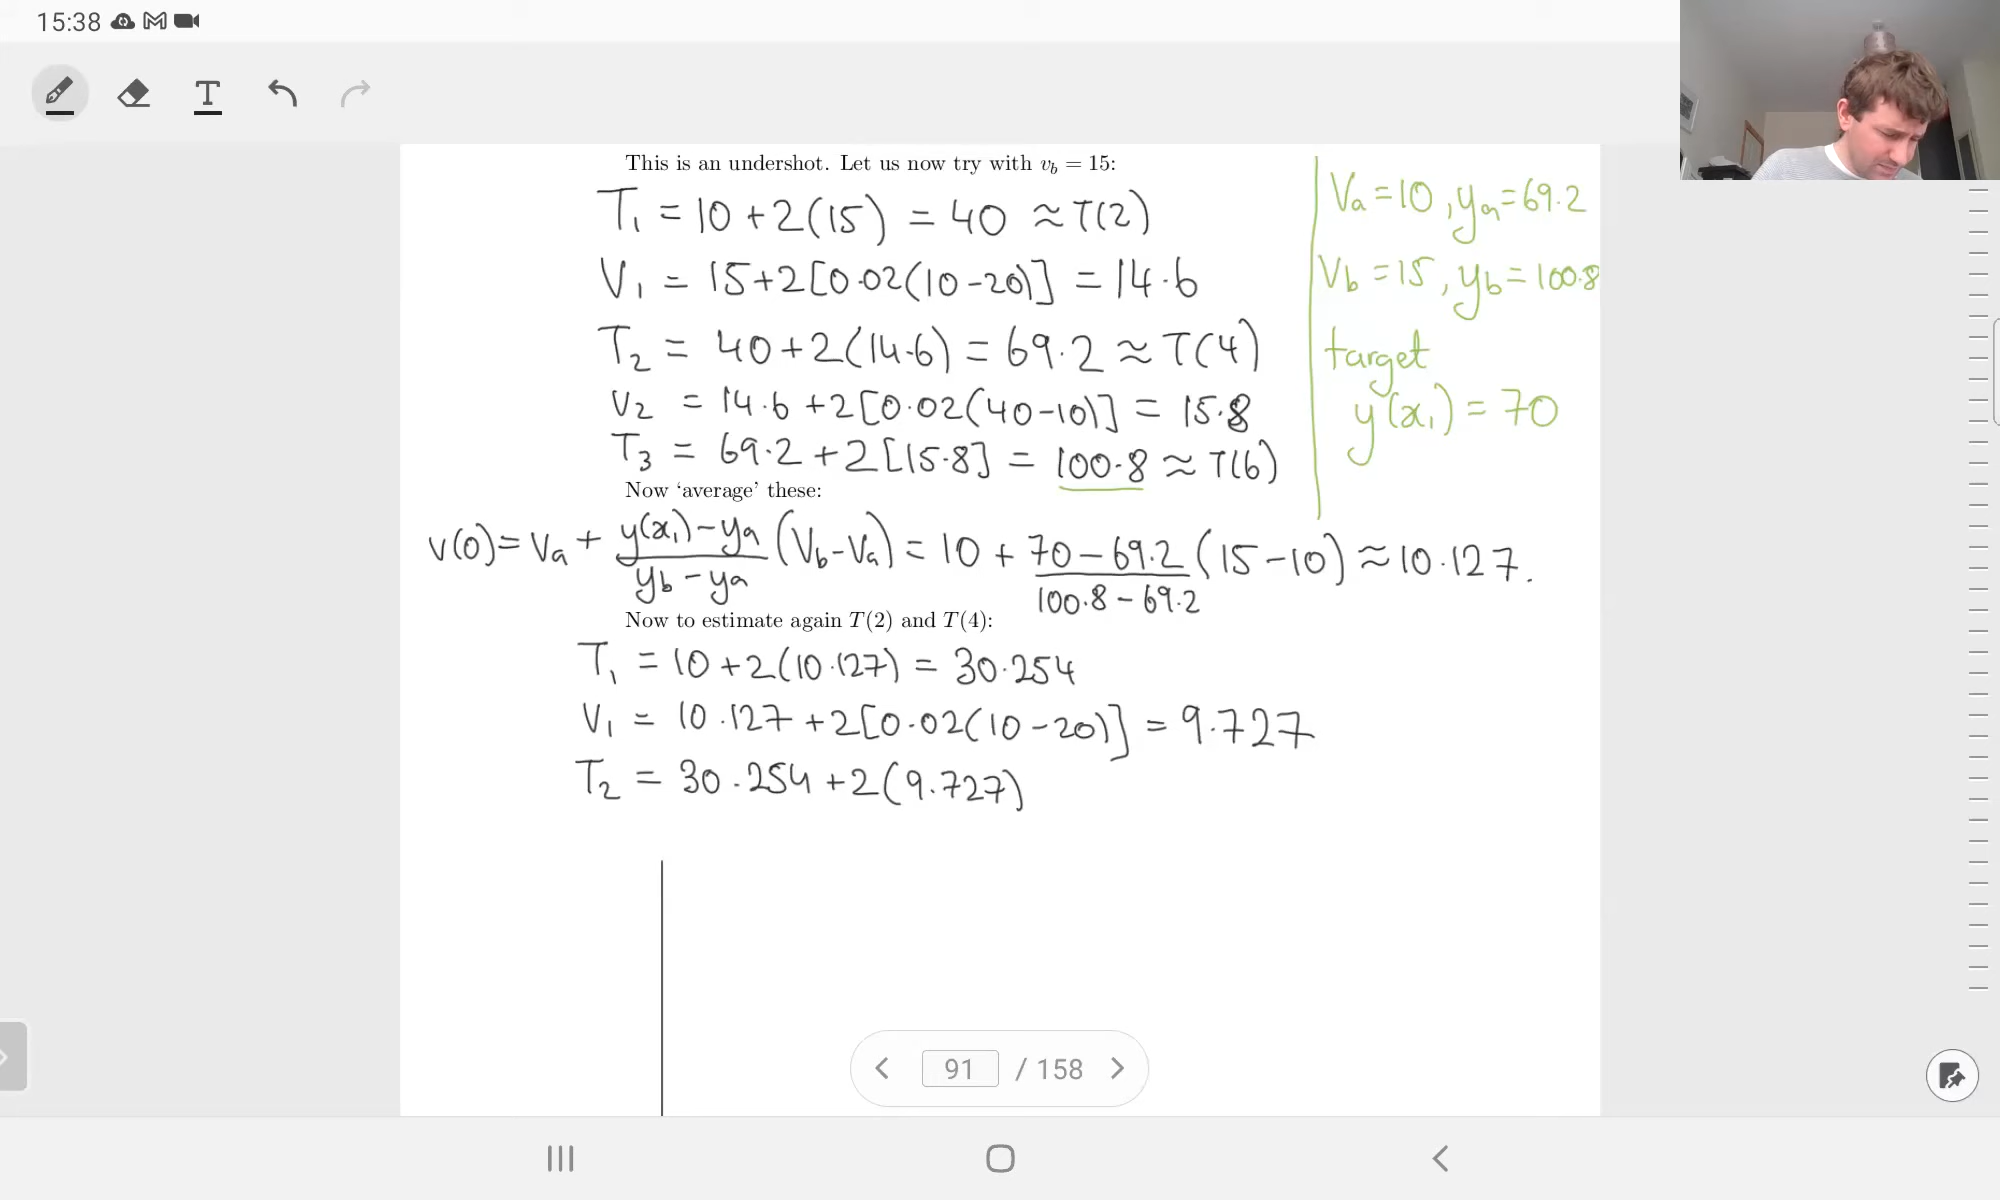 15:38
This is an undershot. Let us now try with v_b = 15:
T₁ = 10 + 2(15) = 40 ≈ T(2)
V₁ = 15 + 2[0.02(10-20)] = 14.6
T₂ = 40 + 2(14.6) = 69.2 ≈ T(4)
V₂ = 14.6 + 2[0.02(40-10)] = 15.8
T₃ = 69.2 + 2[15.8] = 100.8 ≈ T(6)
Va = 10, ya = 69.2
Vb = 15, yb = 100.8
target
y(x₁) = 70
Now ‘average’ these:
v(0) = Va + (y(x₁) - ya)/(yb - ya) (Vb - Va) = 10 + (70 - 69.2)/(100.8 - 69.2) (15 - 10) ≈ 10.127.
Now to estimate again T(2) and T(4):
T₁ = 10 + 2(10.127) = 30.254
V₁ = 10.127 + 2[0.02(10-20)] = 9.727
T₂ = 30.254 + 2(9.727)
91 / 158